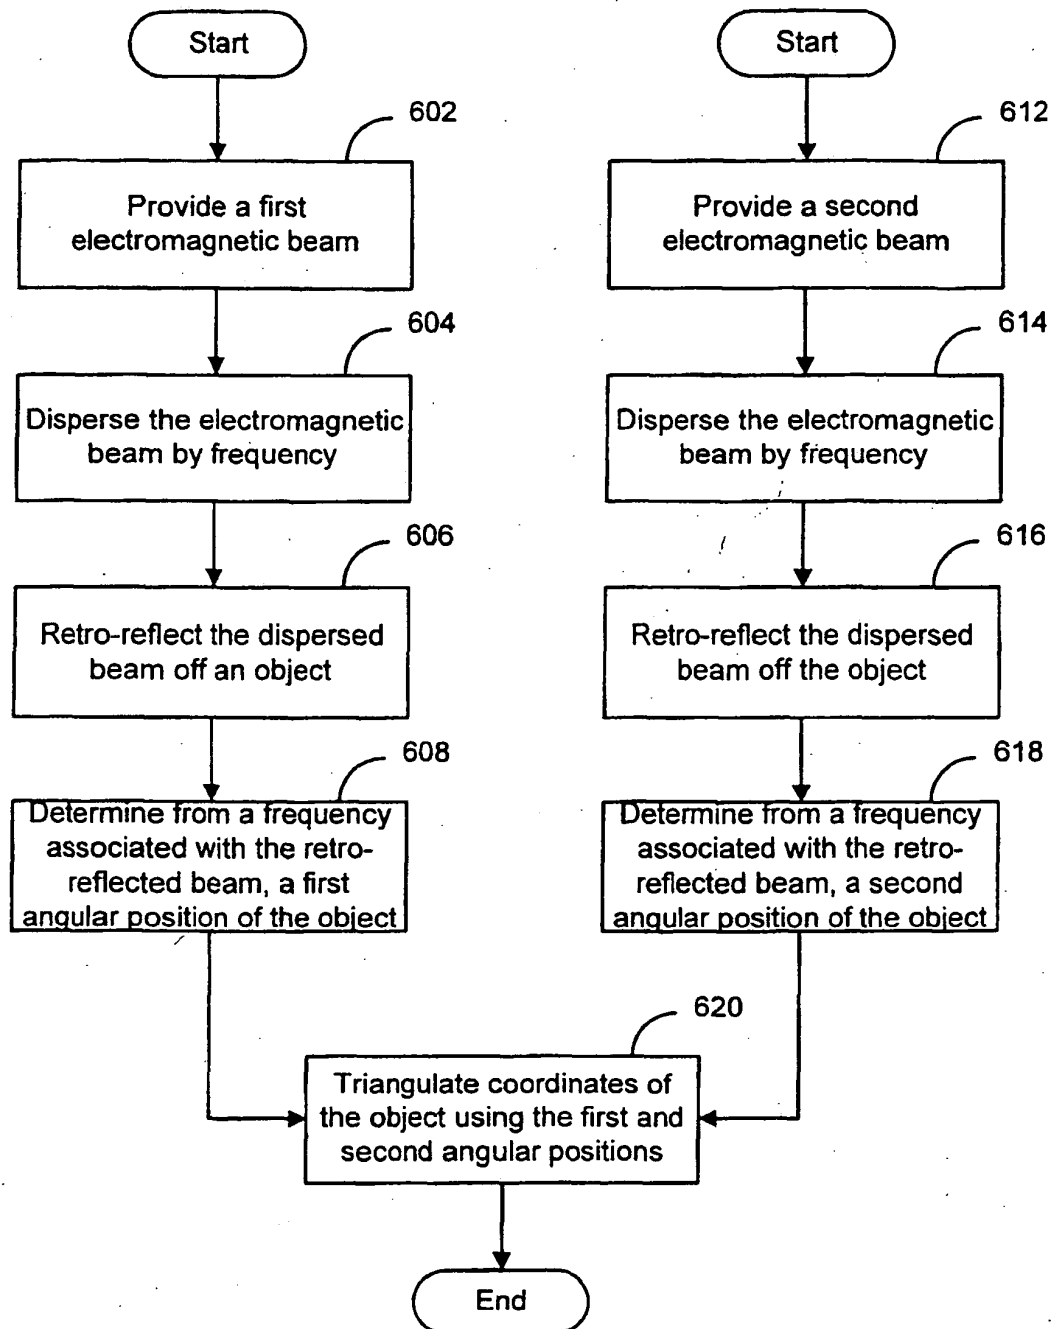 Start
602
Provide a first
electromagnetic beam
604
Disperse the electromagnetic
beam by frequency
606
Retro-reflect the dispersed
beam off an object
608
Determine from a frequency
associated with the retro-
reflected beam, a first
angular position of the object
Start
612
Provide a second
electromagnetic beam
614
Disperse the electromagnetic
beam by frequency
616
Retro-reflect the dispersed
beam off the object
618
Determine from a frequency
associated with the retro-
reflected beam, a second
angular position of the object
620
Triangulate coordinates of
the object using the first and
second angular positions
End